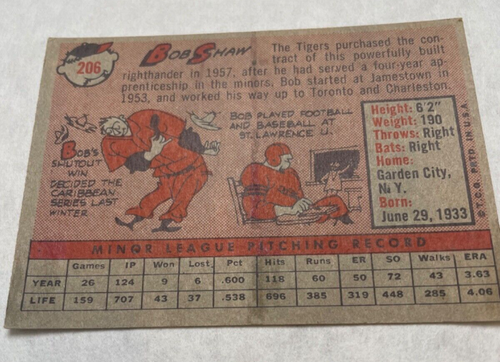 206
BOB SHAW
The Tigers purchased the con-
tract of this powerfully built
righthander in 1957, after he had served a four-year ap-
prenticeship in the minors. Bob started at Jamestown in
1953, and worked his way up to Toronto and Charleston.
BOB'S
SHUTOUT
WIN
DECIDED THE
CARIBBEAN
SERIES LAST
WINTER
BOB PLAYED FOOTBALL
AND BASEBALL AT
ST. LAWRENCE U.
Height: 6'2"
Weight: 190
Throws: Right
Bats: Right
Home:
Garden City,
N.Y.
Born:
June 29, 1933
© T.C.G. PRTD. IN U.S.A.
MINOR LEAGUE PITCHING RECORD
Games IP Won Lost Pct Hits Runs ER SO Walks ERA
YEAR 26 124 9 6 .600 118 60 50 72 43 3.63
LIFE 159 707 43 37 .538 696 385 319 448 285 4.06